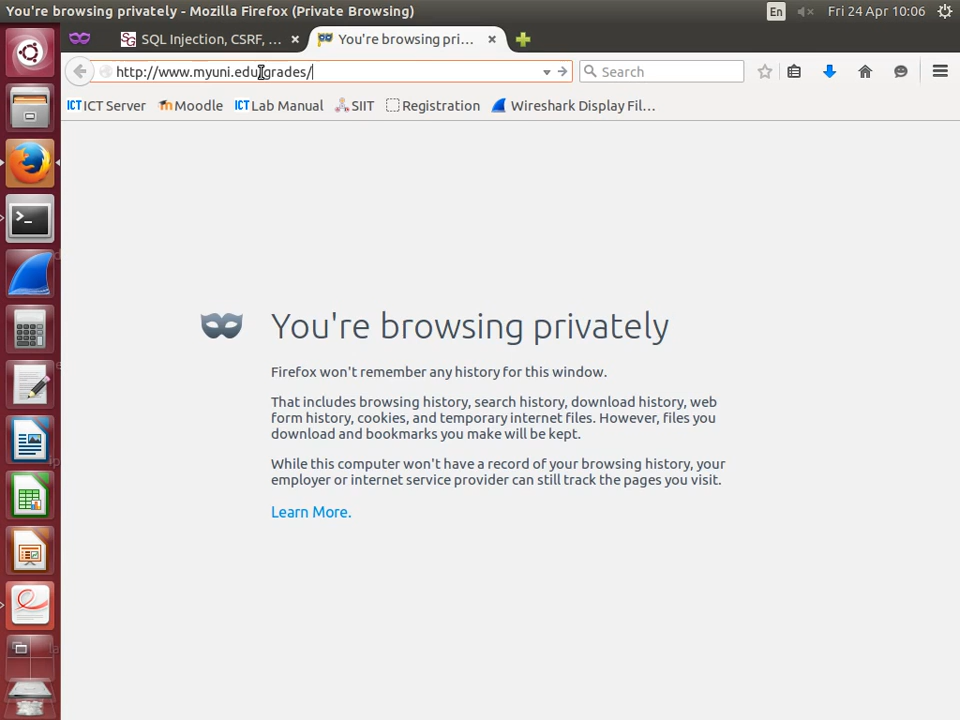 You're browsing privately - Mozilla Firefox (Private Browsing)
En
Fri 24 Apr 10:06
SG
SQL Injection, CSRF, ...
You're browsing pri...
http://www.myuni.edu/grades/
Search
ICT ICT Server
Moodle
ICT Lab Manual
SIIT
Registration
Wireshark Display Fil...
You're browsing privately
Firefox won't remember any history for this window.
That includes browsing history, search history, download history, web
form history, cookies, and temporary internet files. However, files you
download and bookmarks you make will be kept.
While this computer won't have a record of your browsing history, your
employer or internet service provider can still track the pages you visit.
Learn More.